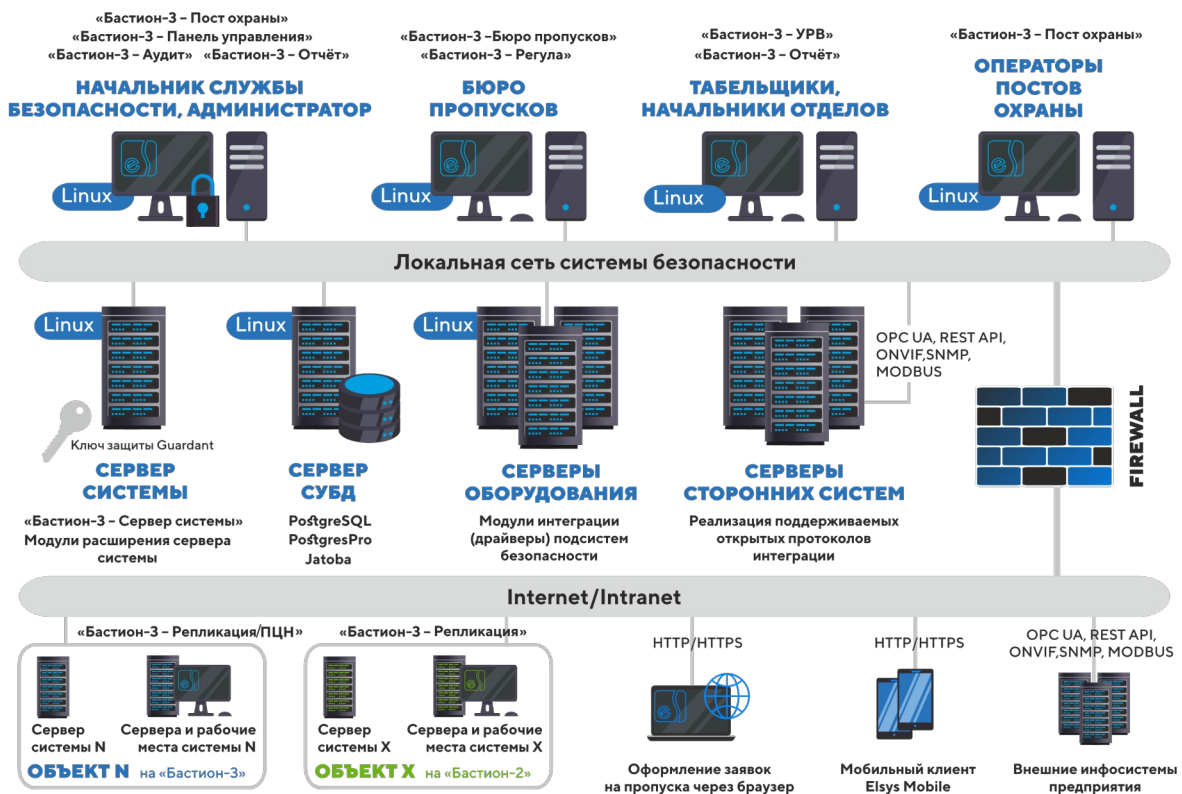 «Бастион-3 – Пост охраны»
«Бастион-3 – Панель управления»
«Бастион-3 – Аудит» «Бастион-3 – Отчёт»
НАЧАЛЬНИК СЛУЖБЫ
БЕЗОПАСНОСТИ, АДМИНИСТРАТОР
Linux
«Бастион-3 –Бюро пропусков»
«Бастион-3 – Регула»
БЮРО
ПРОПУСКОВ
Linux
«Бастион-3 – УРВ»
«Бастион-3 – Отчёт»
ТАБЕЛЬЩИКИ,
НАЧАЛЬНИКИ ОТДЕЛОВ
Linux
«Бастион-3 – Пост охраны»
ОПЕРАТОРЫ
ПОСТОВ
ОХРАНЫ
Linux
Локальная сеть системы безопасности
Linux
Ключ защиты Guardant
СЕРВЕР
СИСТЕМЫ
«Бастион-3 – Сервер системы»
Модули расширения сервера
системы
Linux
СЕРВЕР
СУБД
PostgreSQL
PostgresPro
Jatoba
Linux
СЕРВЕРЫ
ОБОРУДОВАНИЯ
Модули интеграции
(драйверы) подсистем
безопасности
СЕРВЕРЫ
СТОРОННИХ СИСТЕМ
Реализация поддерживаемых
открытых протоколов
интеграции
OPC UA, REST API,
ONVIF,SNMP,
MODBUS
FIREWALL
Internet/Intranet
«Бастион-3 – Репликация/ПЦН»
Сервер
системы N
Сервера и рабочие
места системы N
ОБЪЕКТ N на «Бастион-3»
«Бастион-3 – Репликация»
Сервер
системы X
Сервера и рабочие
места системы X
ОБЪЕКТ X на «Бастион-2»
HTTP/HTTPS
Оформление заявок
на пропуска через браузер
HTTP/HTTPS
Мобильный клиент
Elsys Mobile
OPC UA, REST API,
ONVIF,SNMP, MODBUS
Внешние инфосистемы
предприятия